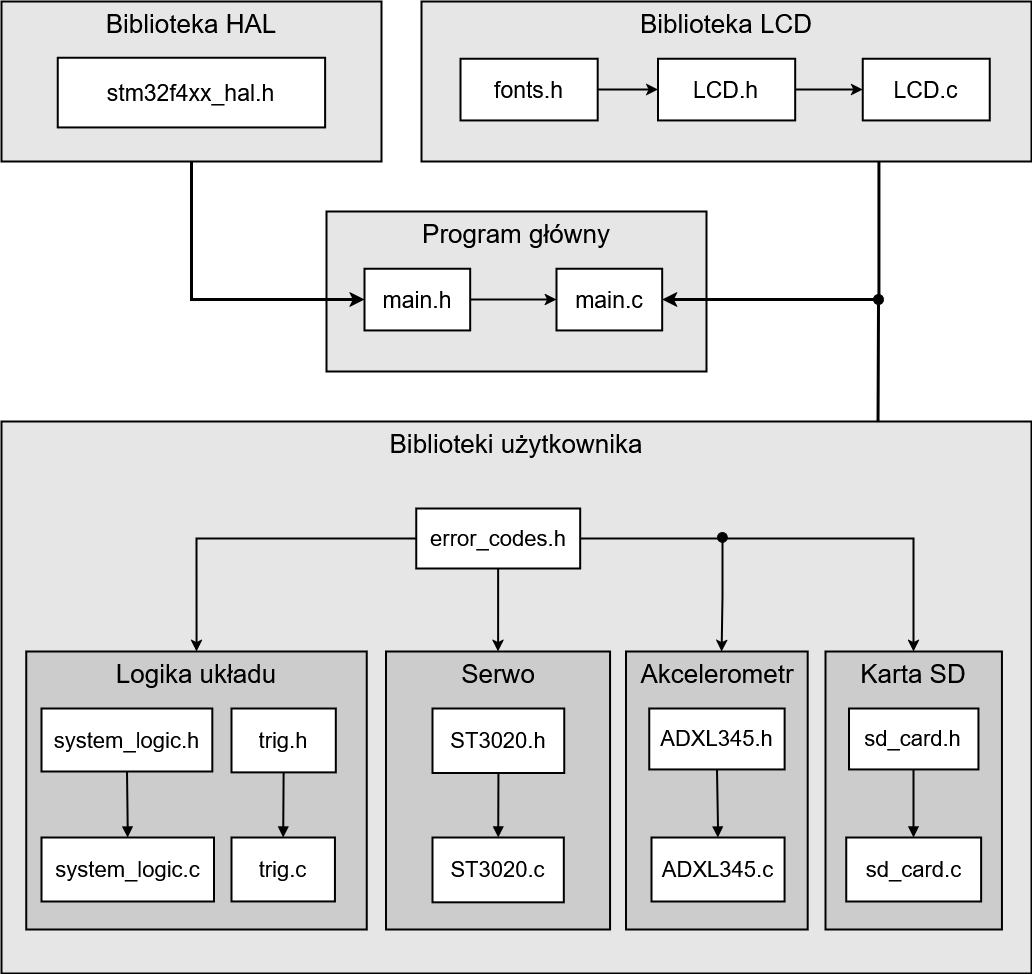 Biblioteka HAL
stm32f4xx_hal.h
Biblioteka LCD
fonts.h
LCD.h
LCD.c
Program główny
main.h
main.c
Biblioteki użytkownika
error_codes.h
Logika układu
system_logic.h
trig.h
system_logic.c
trig.c
Serwo
ST3020.h
ST3020.c
Akcelerometr
ADXL345.h
ADXL345.c
Karta SD
sd_card.h
sd_card.c